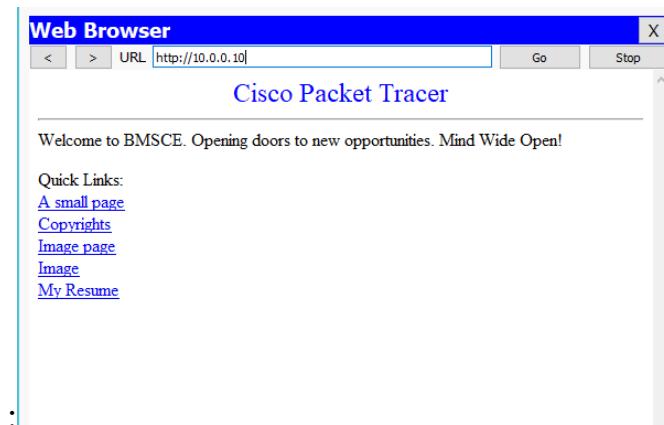 Web Browser X
< > URL http://10.0.0.10 Go Stop
Cisco Packet Tracer
Welcome to BMSCE. Opening doors to new opportunities. Mind Wide Open!
Quick Links:
A small page
Copyrights
Image page
Image
My Resume